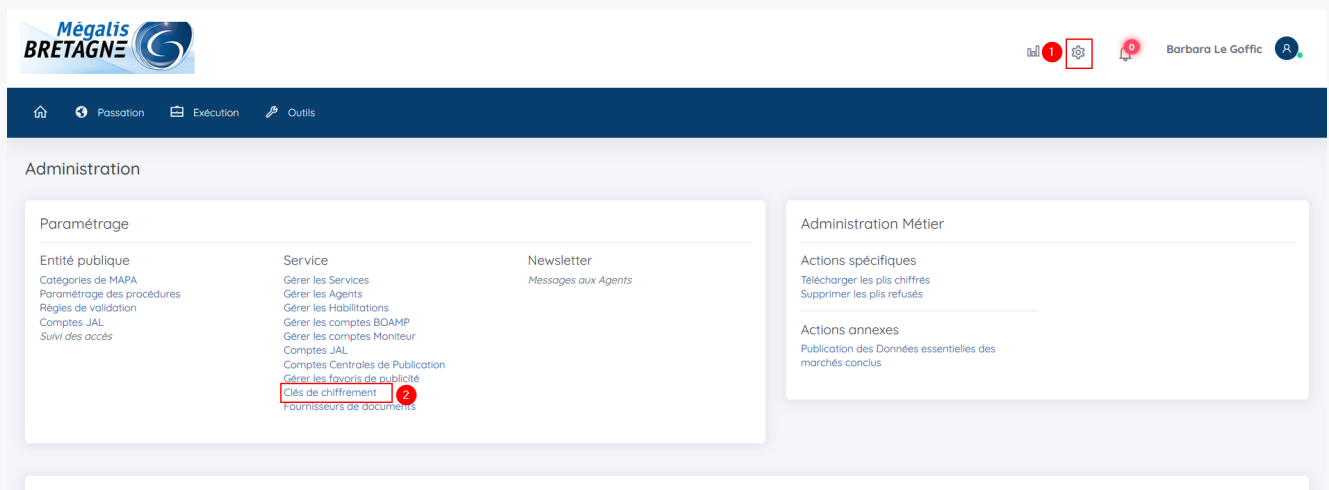 Mégalis
BRETAGNE
1
0
Barbara Le Goffic
Passation
Exécution
Outils
Administration
Paramétrage
Entité publique
Catégories de MAPA
Paramétrage des procédures
Règles de validation
Comptes JAL
Suivi des accès
Service
Gérer les Services
Gérer les Agents
Gérer les Habilitations
Gérer les comptes BOAMP
Gérer les comptes Moniteur
Comptes JAL
Comptes Centrales de Publication
Gérer les favoris de publicité
Clés de chiffrement
2
Fournisseurs de documents
Newsletter
Messages aux Agents
Administration Métier
Actions spécifiques
Télécharger les plis chiffrés
Supprimer les plis refusés
Actions annexes
Publication des Données essentielles des
marchés conclus